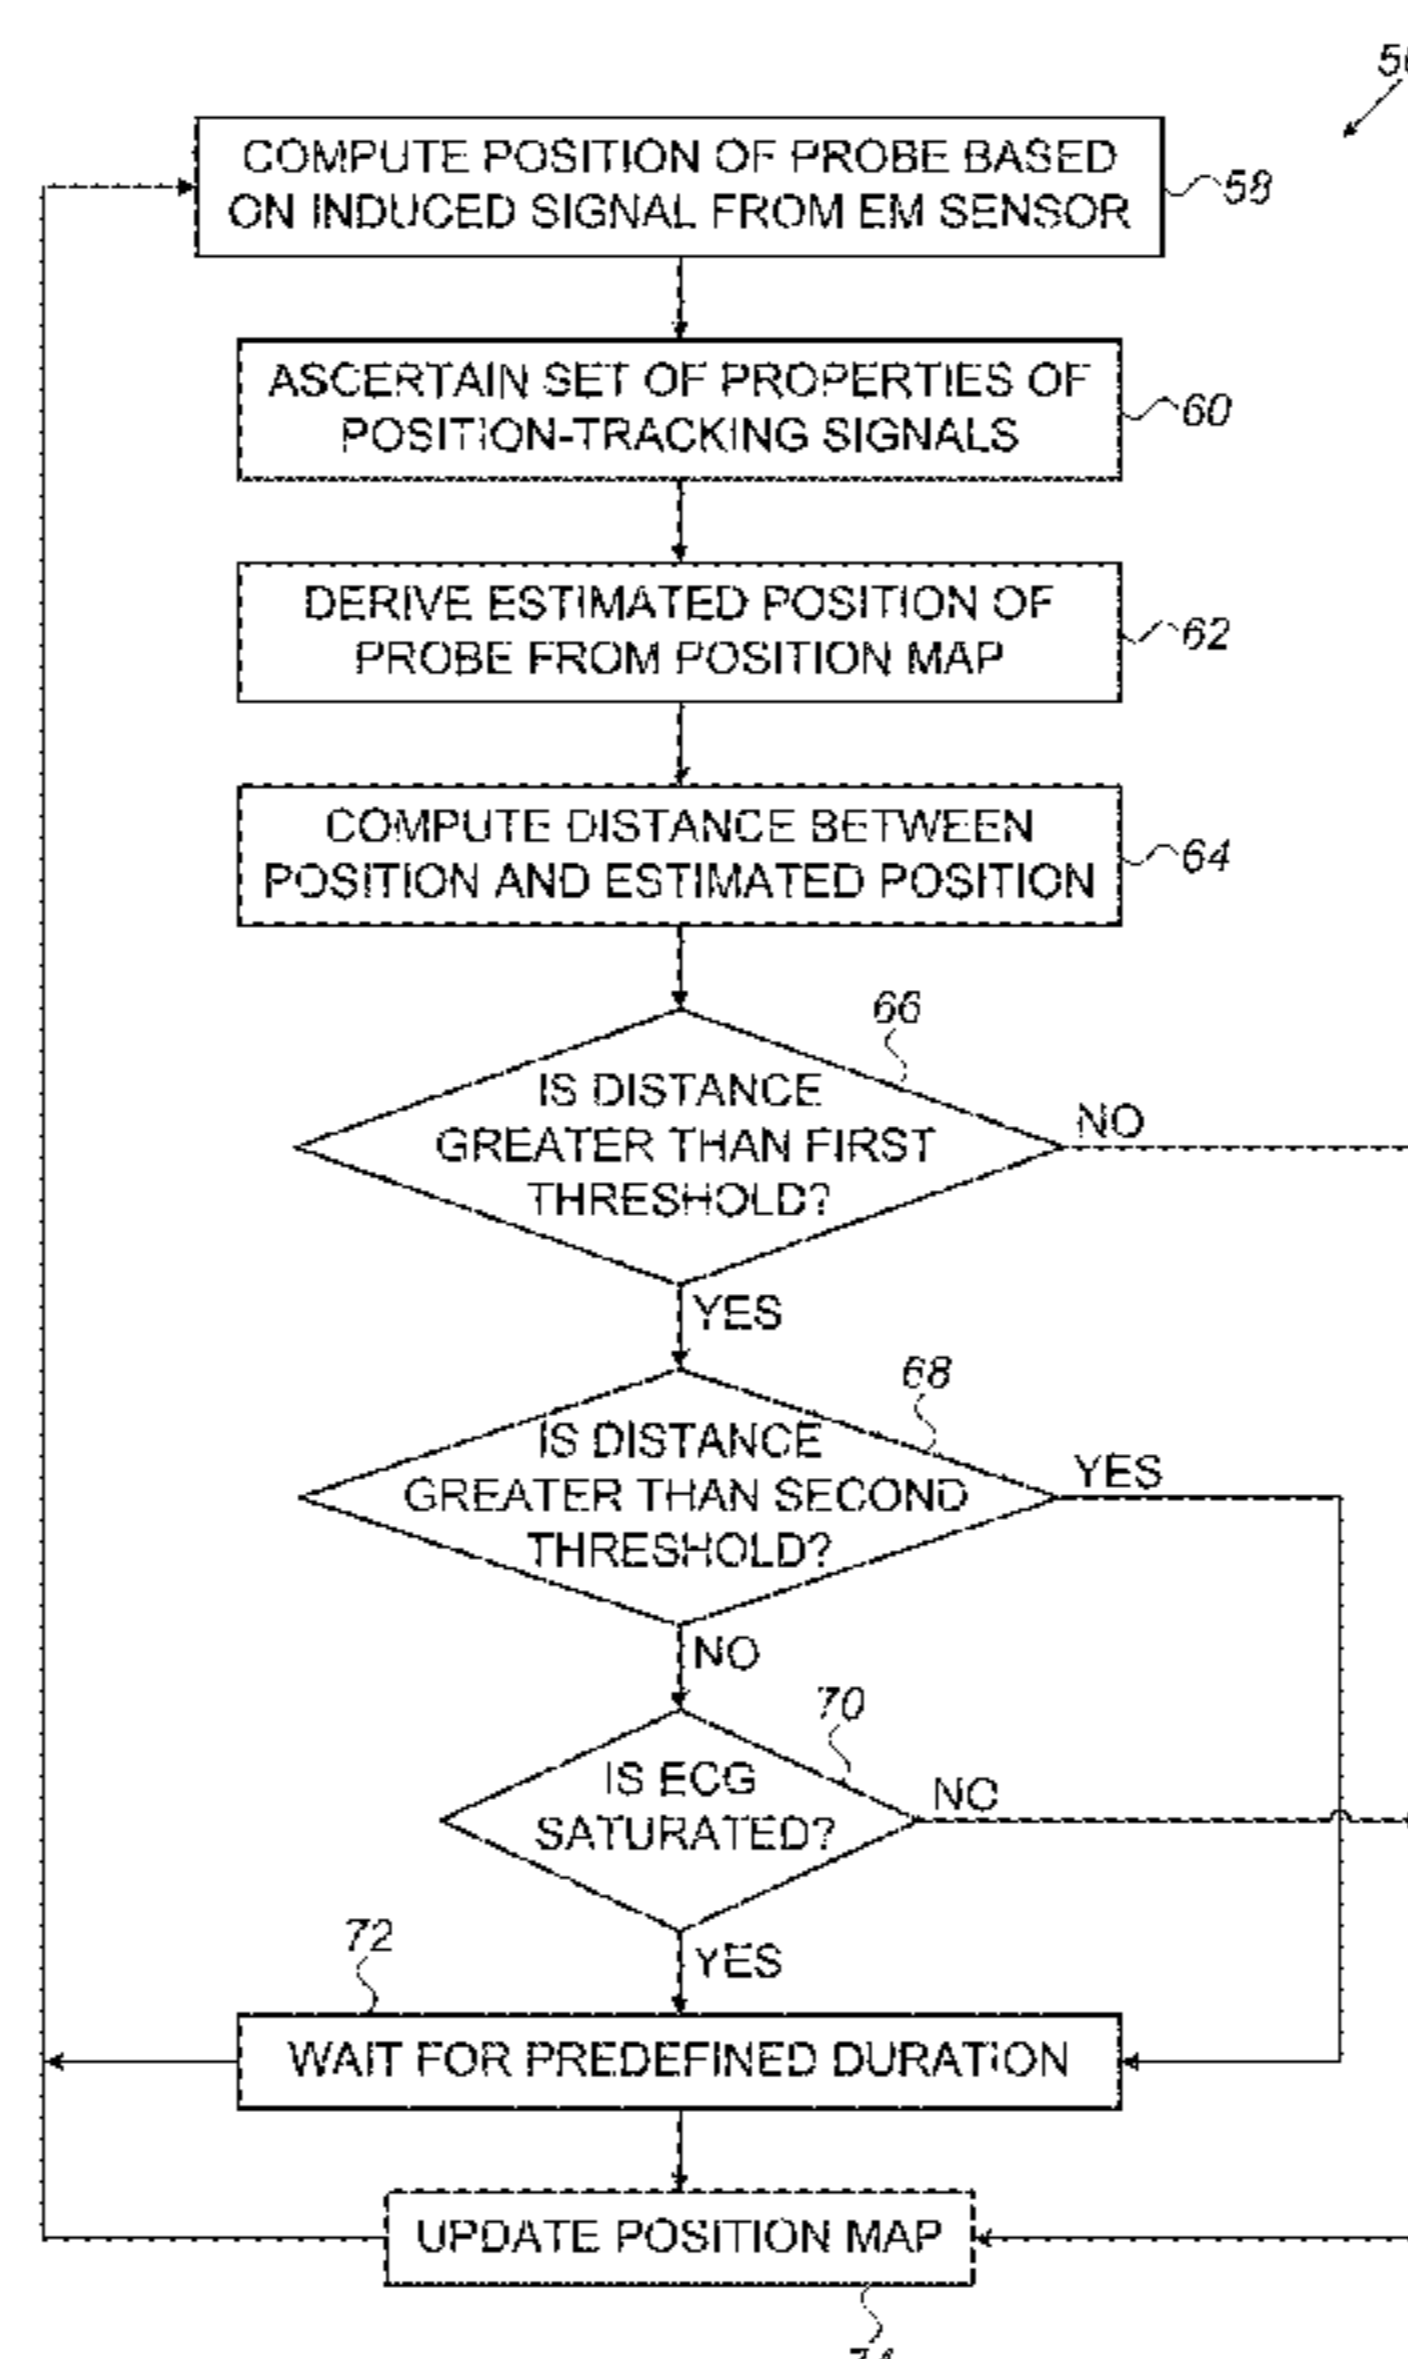 COMPUTE POSITION OF PROBE BASED
ON INDUCED SIGNAL FROM EM SENSOR
58
ASCERTAIN SET OF PROPERTIES OF
POSITION-TRACKING SIGNALS
60
DERIVE ESTIMATED POSITION OF
PROBE FROM POSITION MAP
62
COMPUTE DISTANCE BETWEEN
POSITION AND ESTIMATED POSITION
64
66
IS DISTANCE
GREATER THAN FIRST
THRESHOLD?
NO
YES
68
IS DISTANCE
GREATER THAN SECOND
THRESHOLD?
YES
NO
70
IS ECG
SATURATED?
NO
YES
72
WAIT FOR PREDEFINED DURATION
UPDATE POSITION MAP